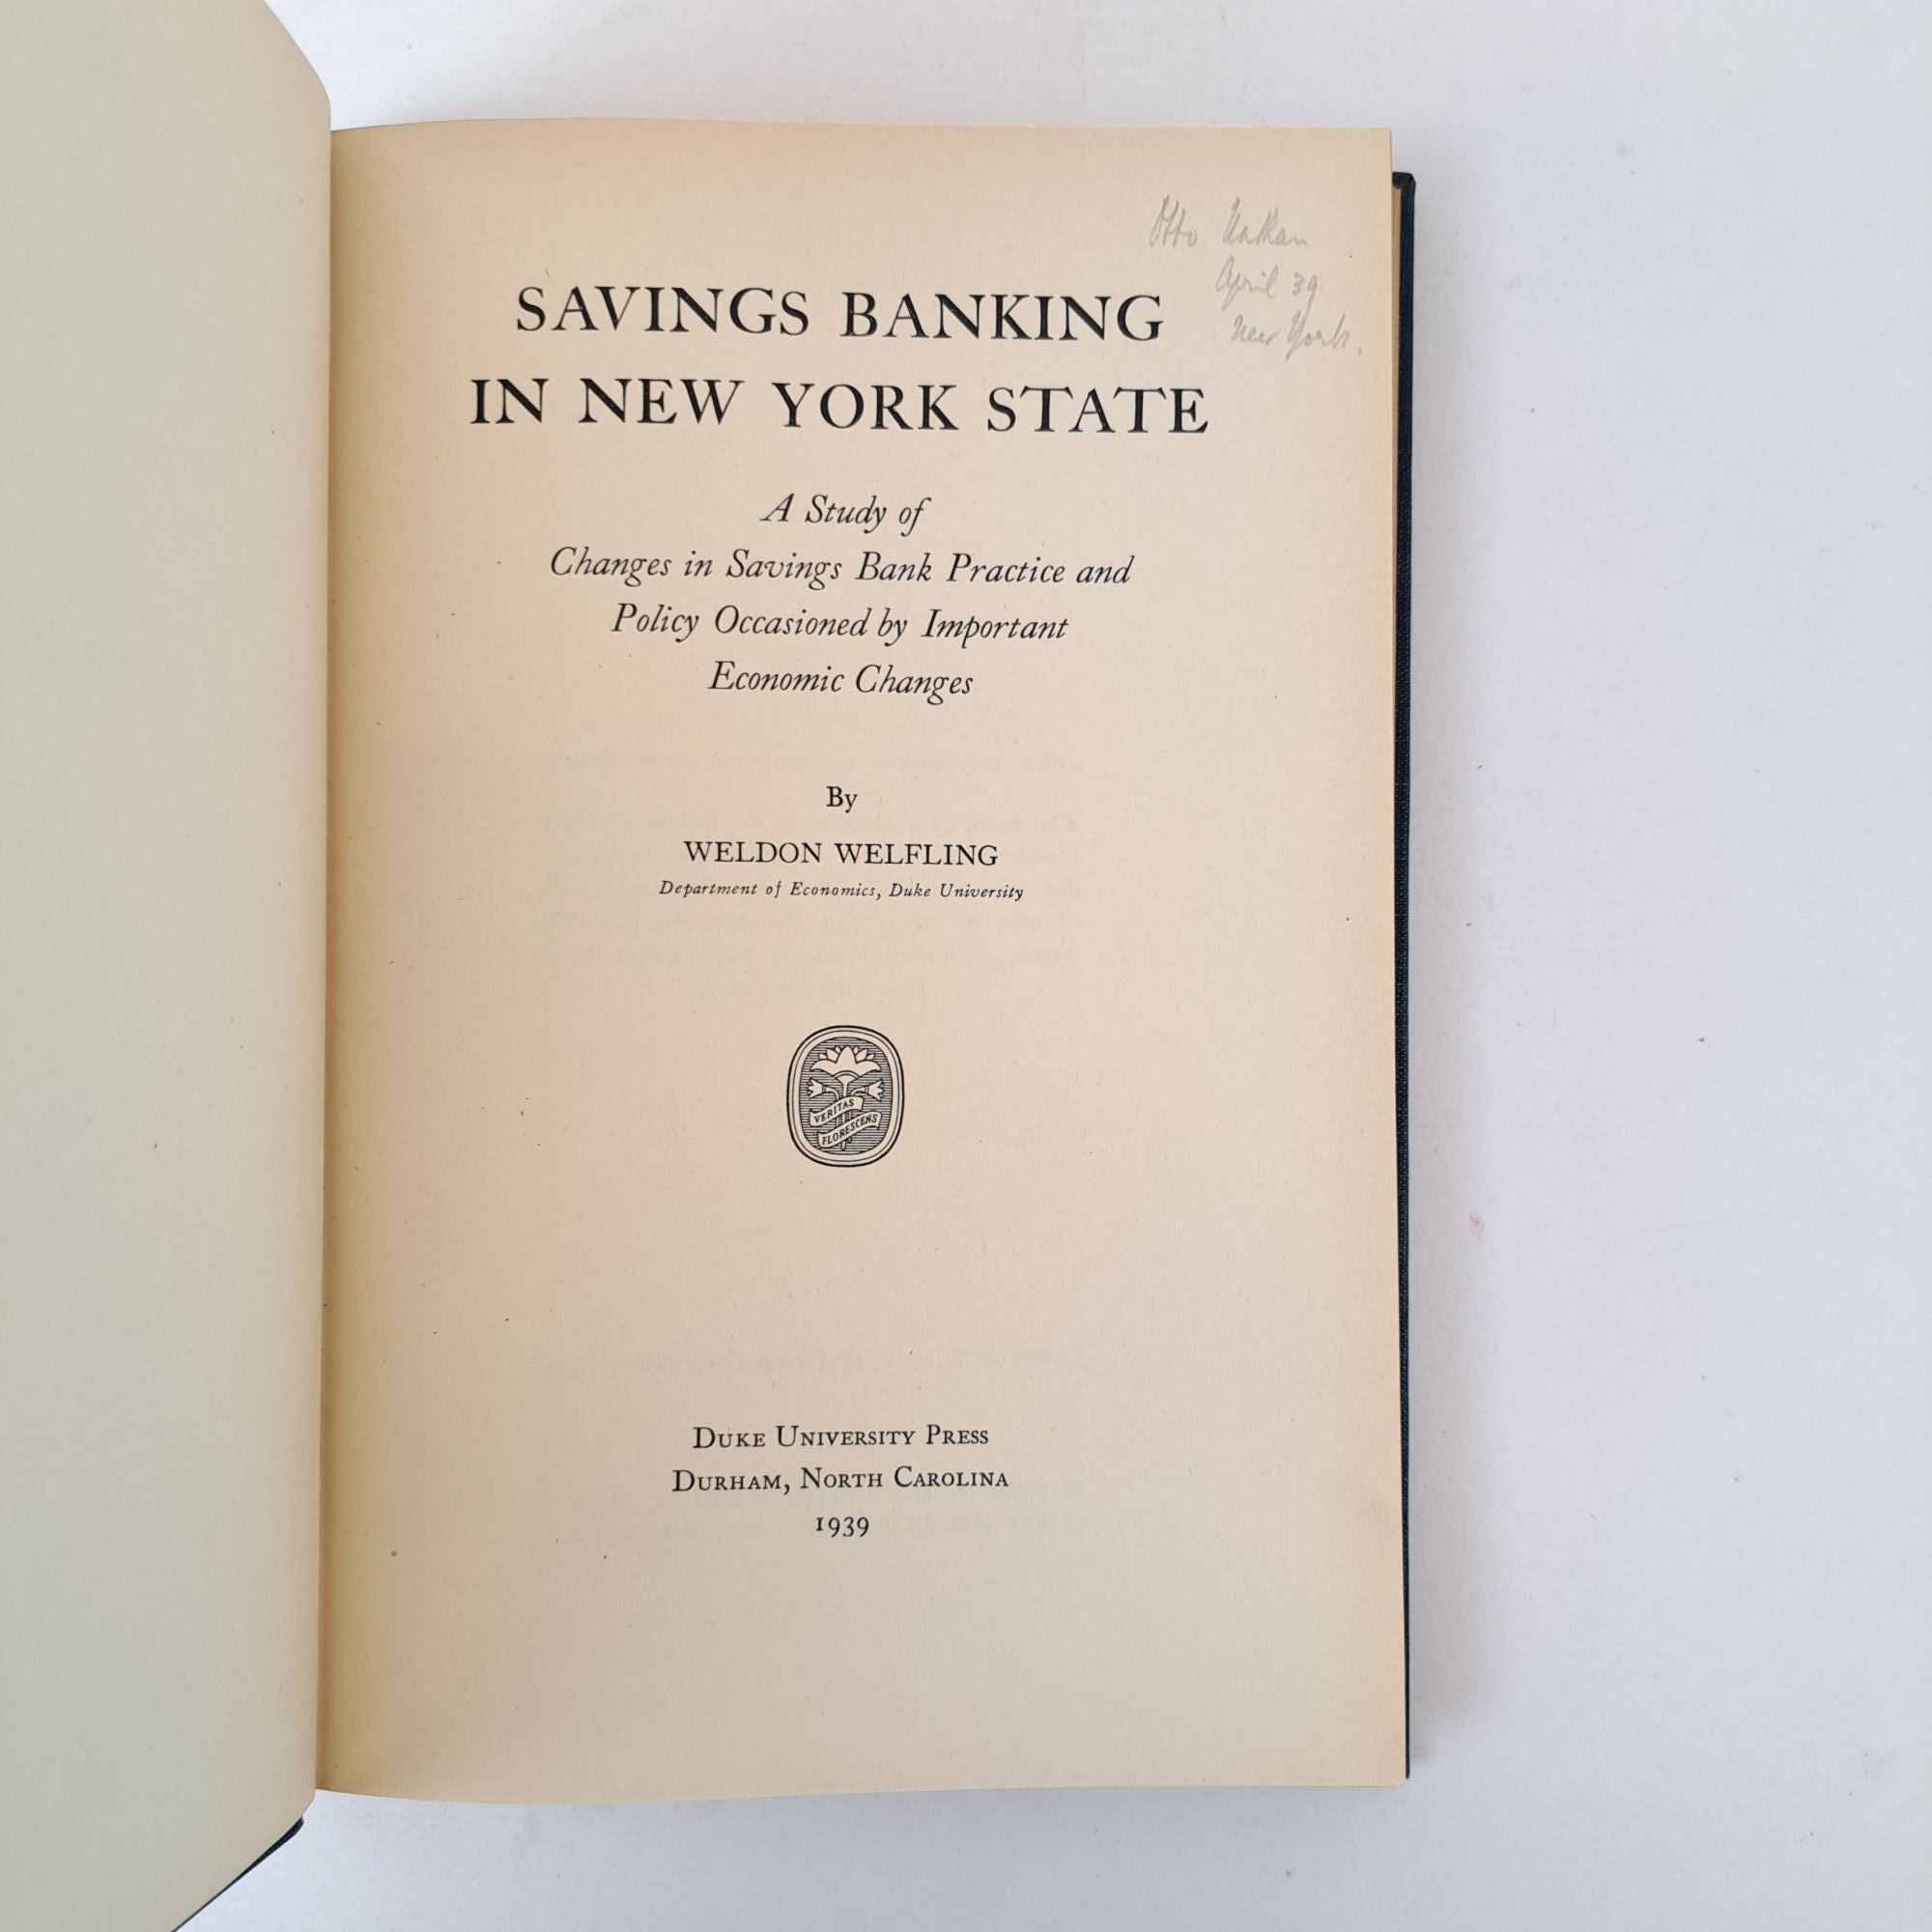 Otto Nathan
April 39
New York.
SAVINGS BANKING
IN NEW YORK STATE
A Study of
Changes in Savings Bank Practice and
Policy Occasioned by Important
Economic Changes
By
WELDON WELFLING
Department of Economics, Duke University
VERITAS
FLORESCENS
DUKE UNIVERSITY PRESS
DURHAM, NORTH CAROLINA
1939